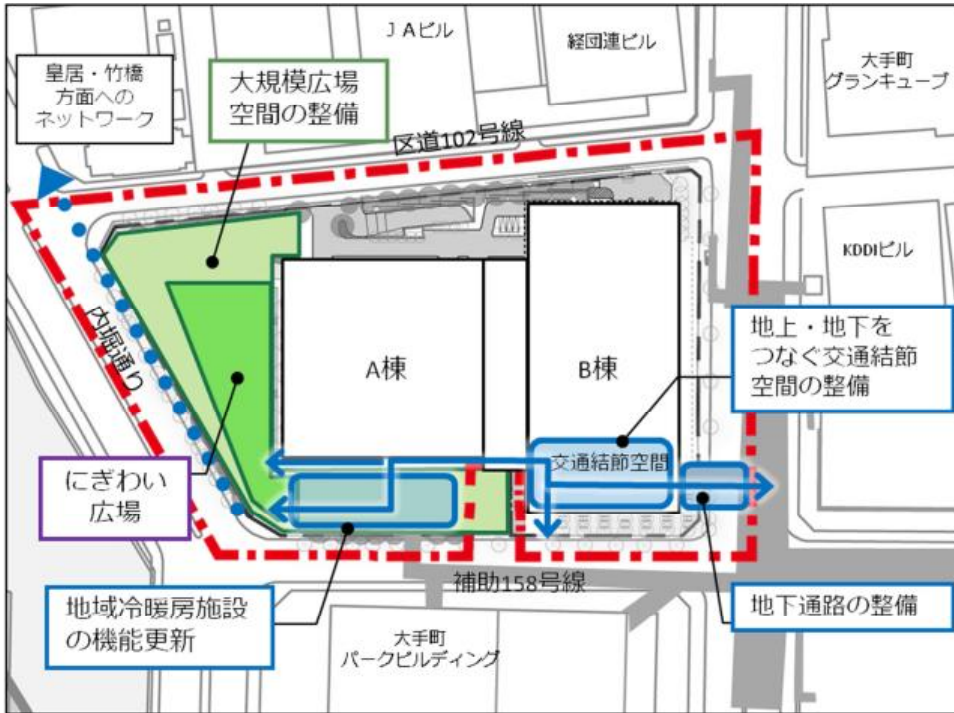 JAビル
経団連ビル
大手町
グランキューブ
皇居・竹橋
方面への
ネットワーク
大規模広場
空間の整備
区道102号線
KDDIビル
内堀通り
地上・地下を
つなぐ交通結節
空間の整備
A棟
B棟
にぎわい
広場
交通結節空間
補助158号線
地域冷暖房施設
の機能更新
地下通路の整備
大手町
パークビルディング